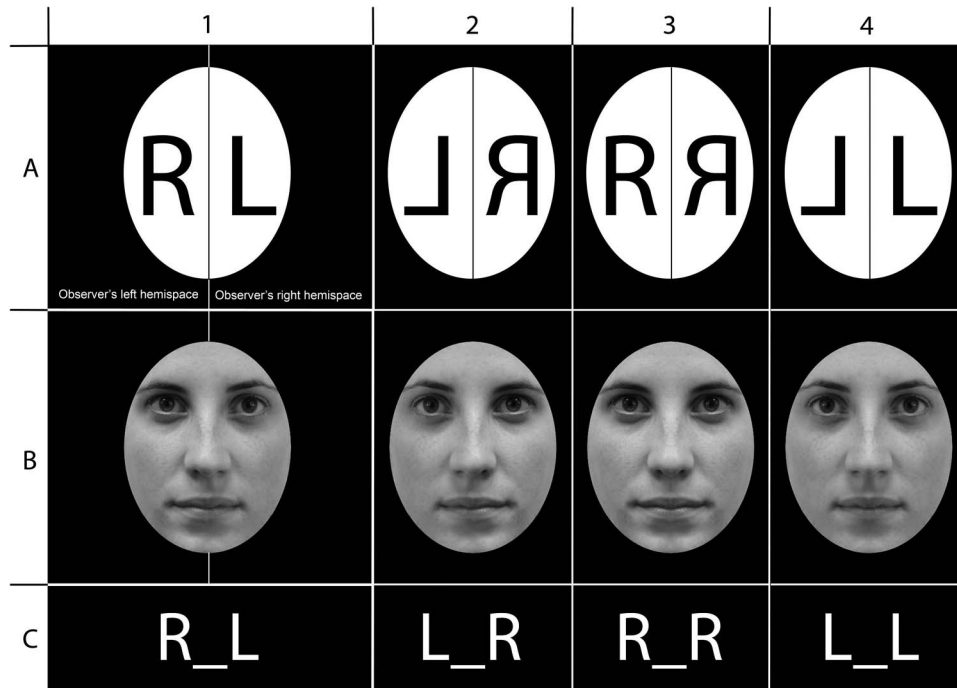 1 2 3 4
A R L ⅃ Я R Я ⅃ L
Observer's left hemispace Observer's right hemispace
B
C R_L L_R R_R L_L